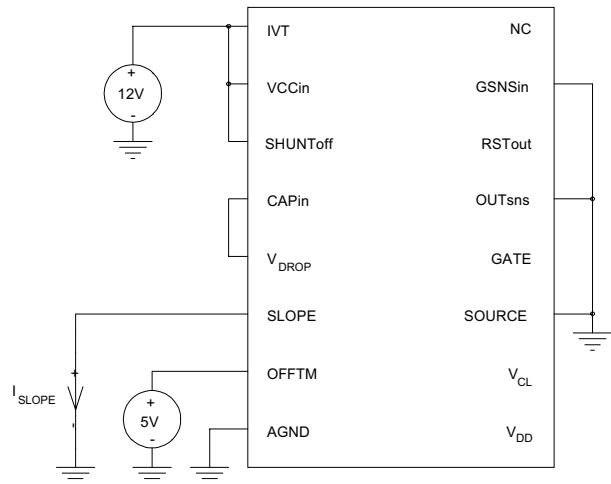 IVT NC
+
12V
-
VCCin GSNSin
SHUNToff RSTout
CAPin OUTsns
VDROP GATE
SLOPE SOURCE
+
ISLOPE
-
OFFTM VCL
+
5V
-
AGND VDD